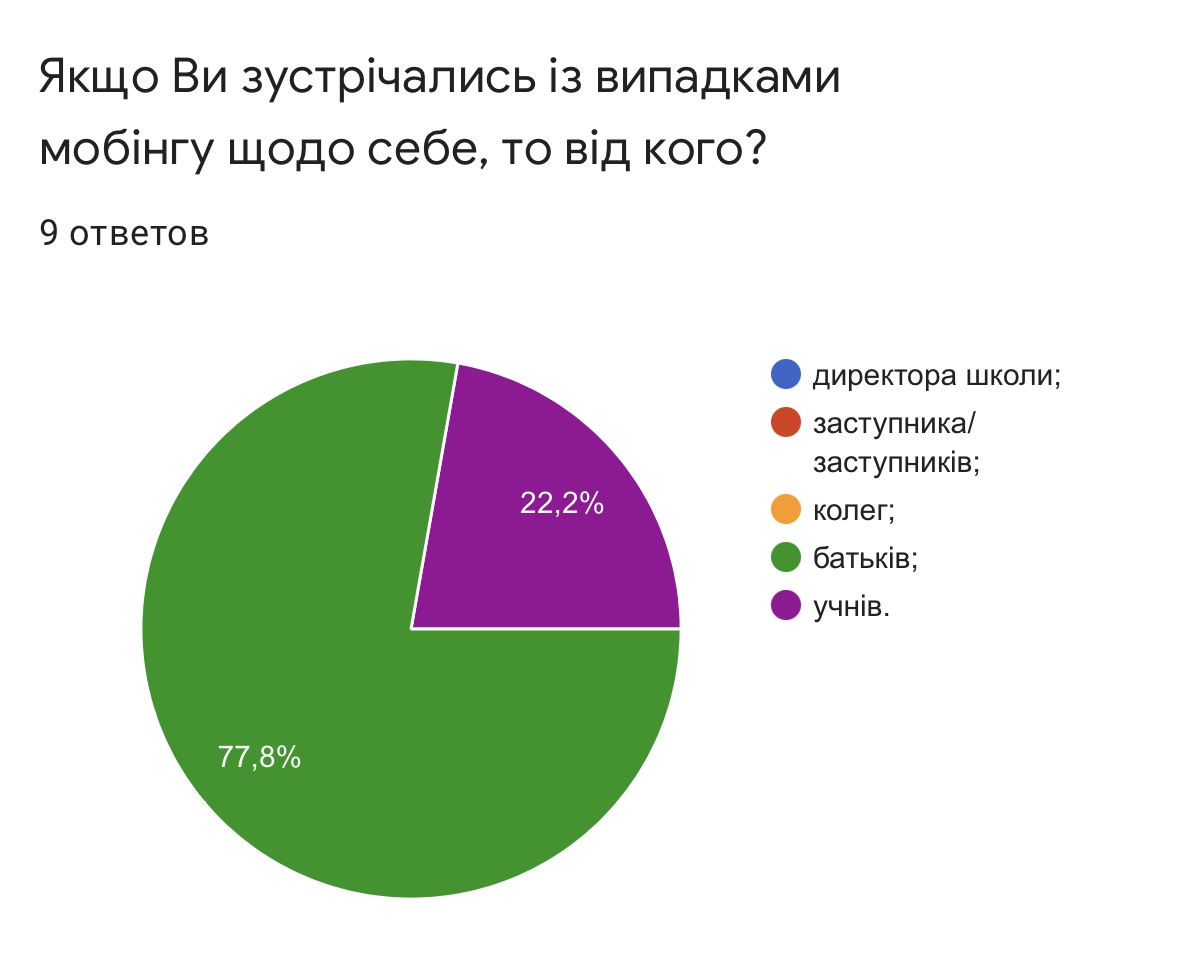 Якщо Ви зустрічались із випадками
мобінгу щодо себе, то від кого?
9 ответов
директора школи;
заступника/
заступників;
колег;
батьків;
учнів.
22,2%
77,8%